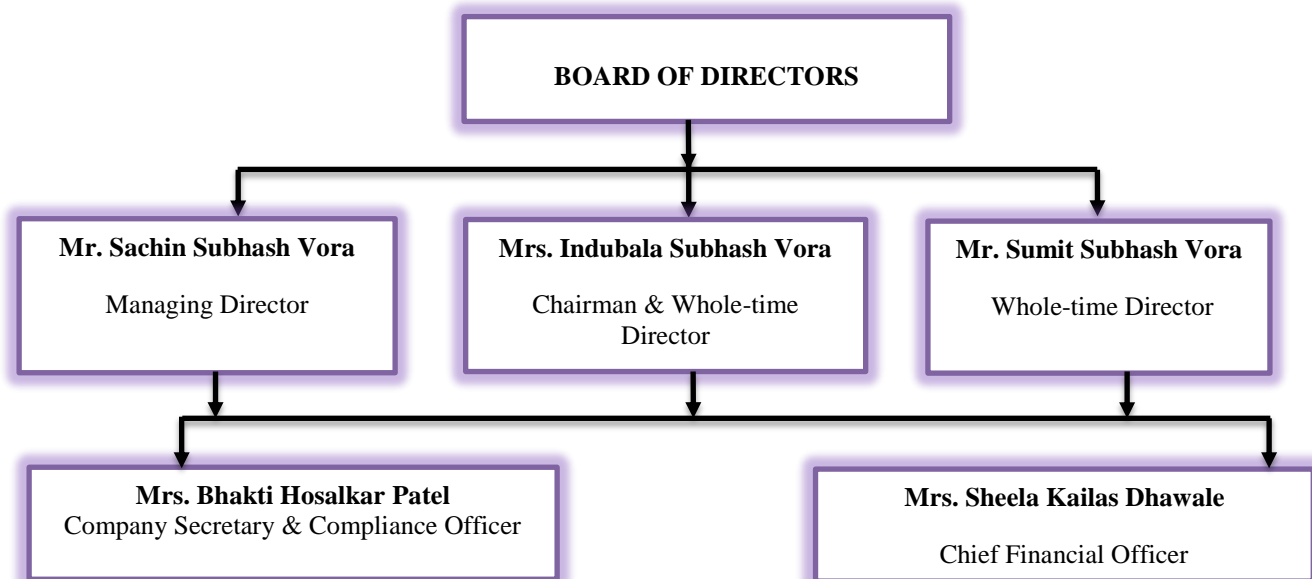 BOARD OF DIRECTORS
Mr. Sachin Subhash Vora
Managing Director
Mrs. Indubala Subhash Vora
Chairman & Whole-time
Director
Mr. Sumit Subhash Vora
Whole-time Director
Mrs. Bhakti Hosalkar Patel
Company Secretary & Compliance Officer
Mrs. Sheela Kailas Dhawale
Chief Financial Officer